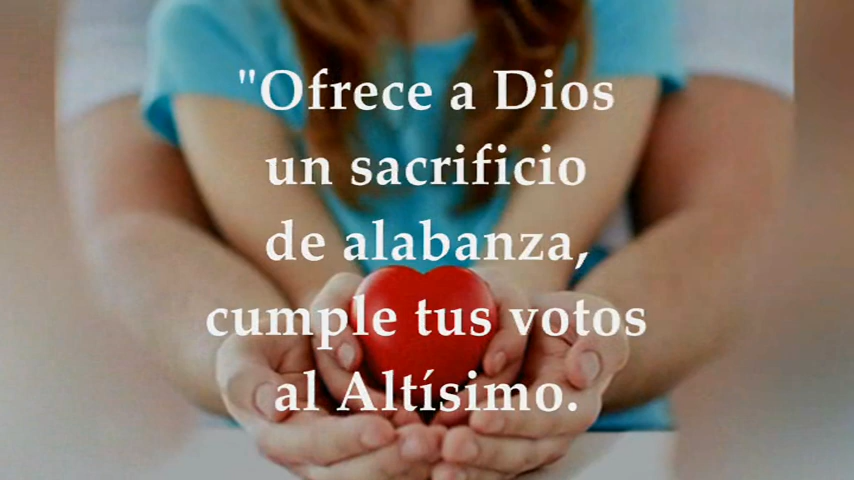 "Ofrece a Dios
un sacrificio
de alabanza,
cumple tus votos
al Altísimo.